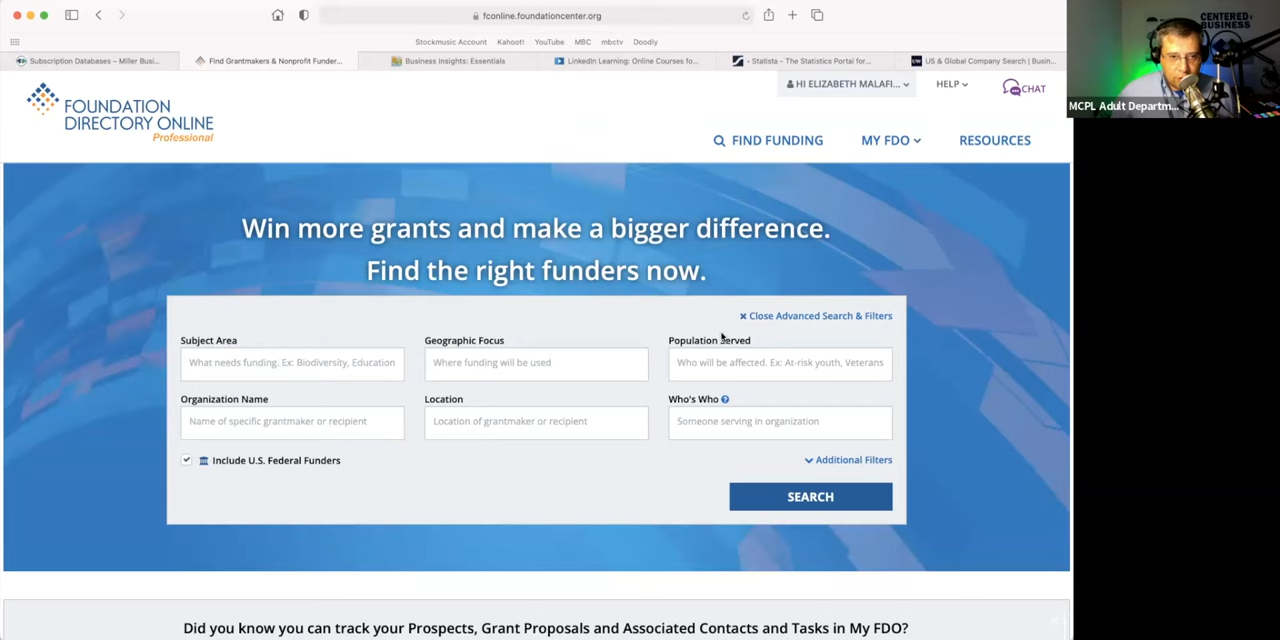 fconline.foundationcenter.org
Stockmusic Account Kahoot! YouTube MBC mbctv Doodly
Subscription Databases – Miller Busi... Find Grantmakers & Nonprofit Funder... Business Insights: Essentials LinkedIn Learning: Online Courses fo... Statista - The Statistics Portal for... US & Global Company Search | Busin...
CENTERED
BUSINESS
MCPL Adult Departm...
HI ELIZABETH MALAFI... HELP CHAT
FOUNDATION
DIRECTORY ONLINE
Professional
FIND FUNDING MY FDO RESOURCES
Win more grants and make a bigger difference.
Find the right funders now.
Close Advanced Search & Filters
Subject Area Geographic Focus Population Served
What needs funding. Ex: Biodiversity, Education Where funding will be used Who will be affected. Ex: At-risk youth, Veterans
Organization Name Location Who's Who ?
Name of specific grantmaker or recipient Location of grantmaker or recipient Someone serving in organization
Include U.S. Federal Funders Additional Filters
SEARCH
Did you know you can track your Prospects, Grant Proposals and Associated Contacts and Tasks in My FDO?